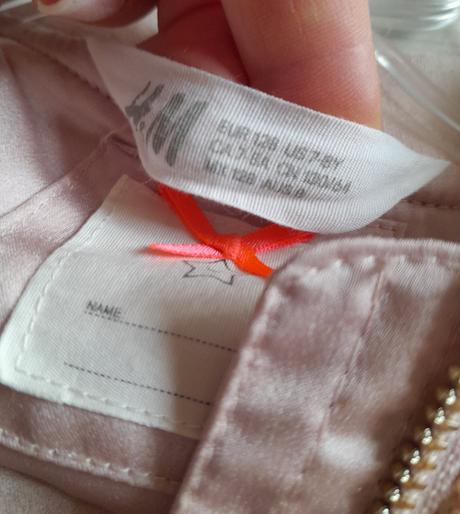 H&M
EUR 128 US 7-8Y
CA 7-8A CN 130/64
MX 128 AUS 8
NAME